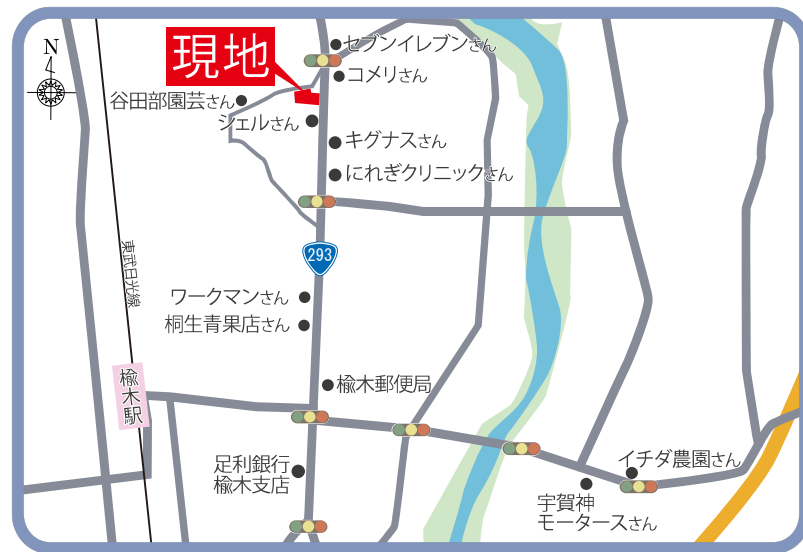 N
現地
セブンイレブンさん
コメリさん
谷田部園芸さん
シェルさん
キグナスさん
にれぎクリニックさん
293
東武日光線
ワークマンさん
桐生青果店さん
楡木駅
楡木郵便局
足利銀行
楡木支店
イチダ農園さん
宇賀神
モータースさん